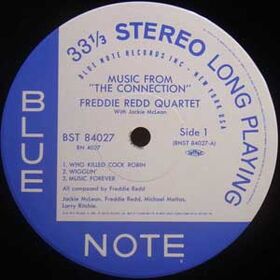 33⅓ STEREO LONG PLAYING
BLUE NOTE RECORDS INC · NEW YORK USA
MUSIC FROM
"THE CONNECTION"
FREDDIE REDD QUARTET
With Jackie McLean
BST 84027
BN 4027
Side 1
(BNST 84027-A)
1. WHO KILLED COCK ROBIN
2. WIGGLIN'
3. MUSIC FOREVER
All composed by Freddie Redd
Jackie McLean, Freddie Redd, Michael Mattos,
Larry Ritchie.
BLUE
NOTE